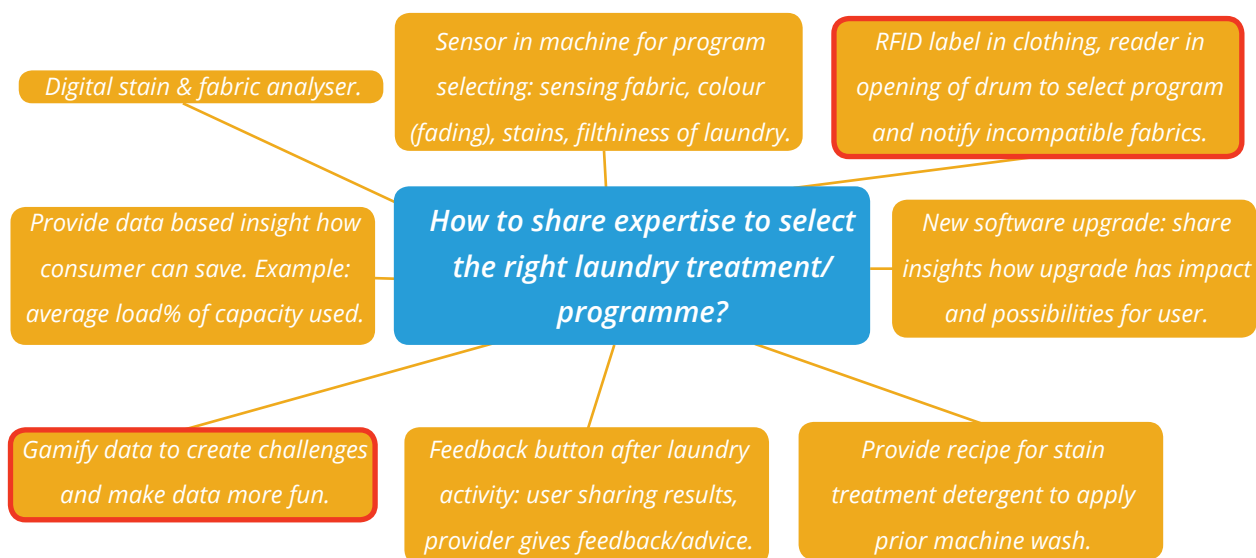 Digital stain & fabric analyser.
Sensor in machine for program
selecting: sensing fabric, colour
(fading), stains, filthiness of laundry.
RFID label in clothing, reader in
opening of drum to select program
and notify incompatible fabrics.
Provide data based insight how
consumer can save. Example:
average load% of capacity used.
How to share expertise to select
the right laundry treatment/
programme?
New software upgrade: share
insights how upgrade has impact
and possibilities for user.
Gamify data to create challenges
and make data more fun.
Feedback button after laundry
activity: user sharing results,
provider gives feedback/advice.
Provide recipe for stain
treatment detergent to apply
prior machine wash.